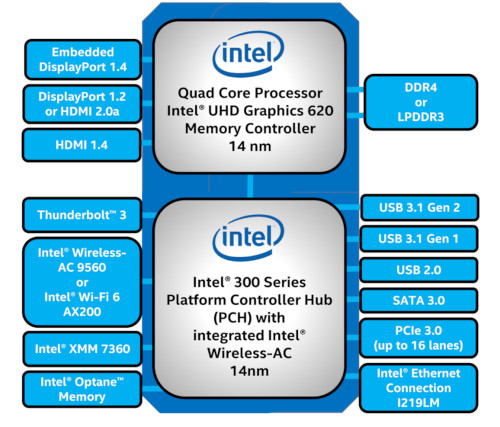 Embedded
DisplayPort 1.4
DisplayPort 1.2
or HDMI 2.0a
HDMI 1.4
intel
Quad Core Processor
Intel® UHD Graphics 620
Memory Controller
14 nm
DDR4
or
LPDDR3
Thunderbolt™ 3
Intel® Wireless-
AC 9560
or
Intel® Wi-Fi 6
AX200
Intel® XMM 7360
Intel® Optane™
Memory
intel
Intel® 300 Series
Platform Controller Hub
(PCH) with
integrated Intel®
Wireless-AC
14nm
USB 3.1 Gen 2
USB 3.1 Gen 1
USB 2.0
SATA 3.0
PCIe 3.0
(up to 16 lanes)
Intel® Ethernet
Connection
I219LM